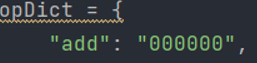 opDict = {
"add": "000000",